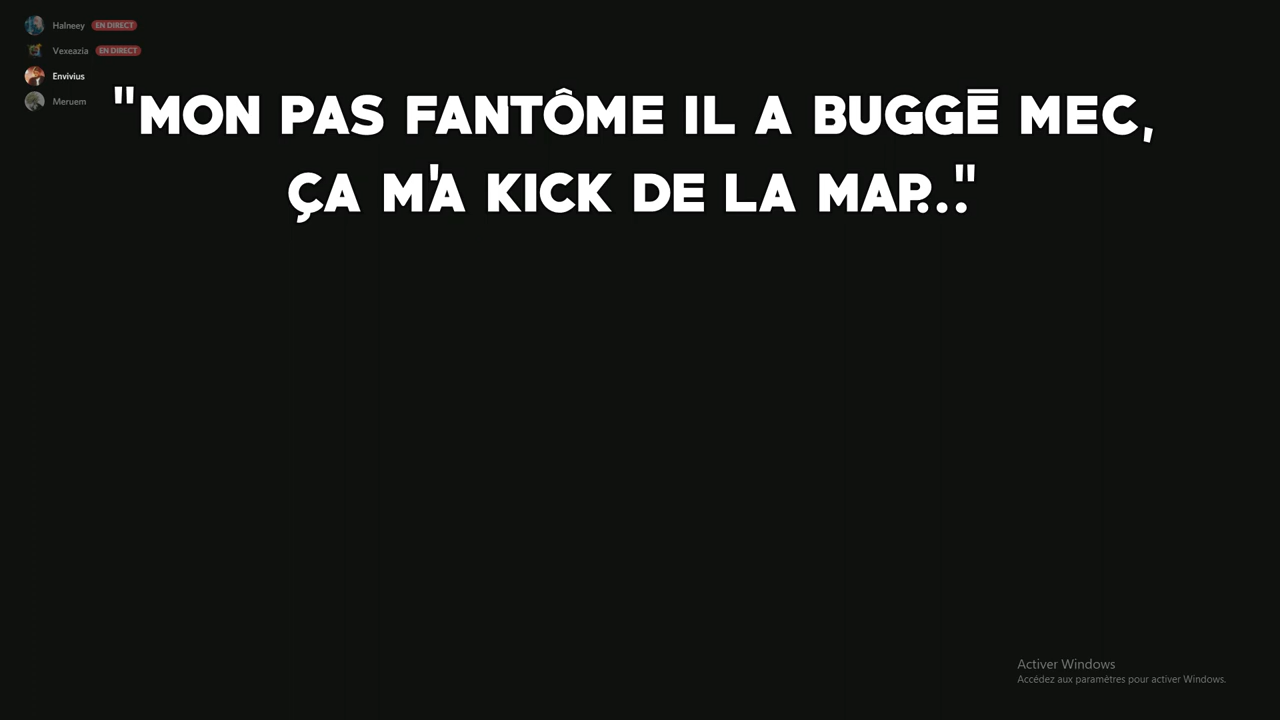 Halneey EN DIRECT
Vexeazia EN DIRECT
Envivius
Meruem
"MON PAS FANTÔME IL A BUGGÉ MEC,
ÇA M'A KICK DE LA MAP..."
Activer Windows
Accédez aux paramètres pour activer Windows.